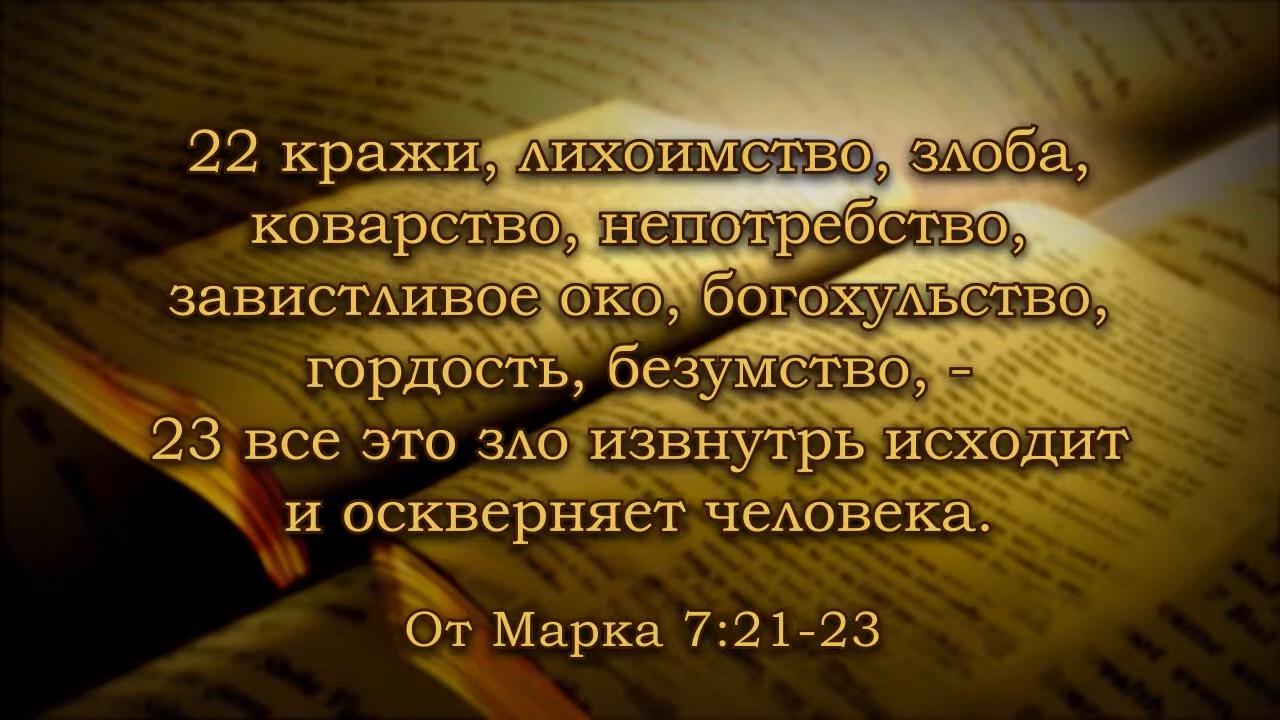 22 кражи, лихоимство, злоба,
коварство, непотребство,
завистливое око, богохульство,
гордость, безумство, -
23 все это зло извнутрь исходит
и оскверняет человека.
От Марка 7:21-23